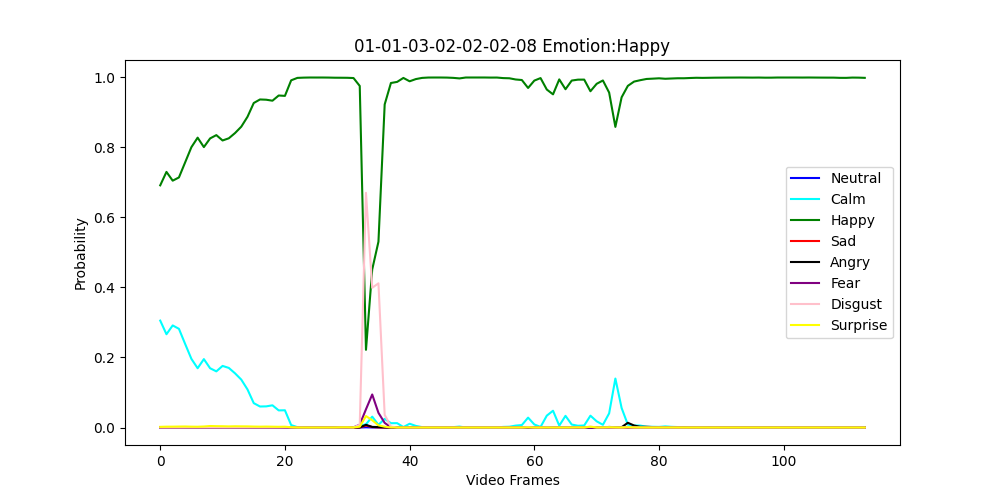 01-01-03-02-02-02-08 Emotion:Happy
1.0
0.8
0.6
0.4
0.2
0.0
Probability
0 20 40 60 80 100
Video Frames
Neutral
Calm
Happy
Sad
Angry
Fear
Disgust
Surprise